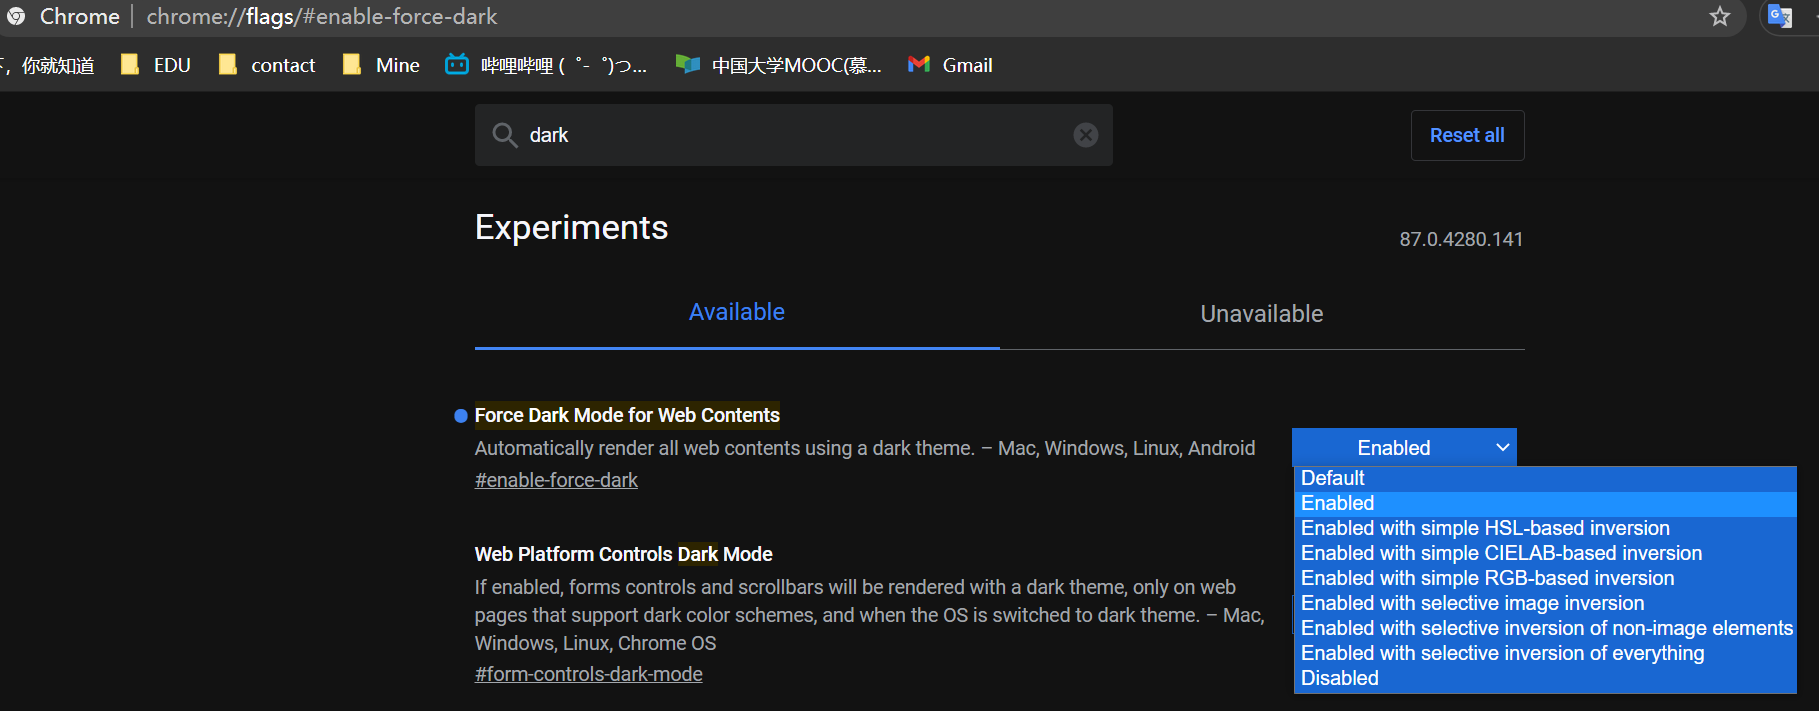 Chrome | chrome://flags/#enable-force-dark
，你就知道 EDU contact Mine 哔哩哔哩 (゜-゜)つ... 中国大学MOOC(慕... Gmail
dark
Reset all
Experiments
87.0.4280.141
Available
Unavailable
Force Dark Mode for Web Contents
Automatically render all web contents using a dark theme. – Mac, Windows, Linux, Android
#enable-force-dark
Enabled
Default
Enabled
Enabled with simple HSL-based inversion
Enabled with simple CIELAB-based inversion
Enabled with simple RGB-based inversion
Enabled with selective image inversion
Enabled with selective inversion of non-image elements
Enabled with selective inversion of everything
Disabled
Web Platform Controls Dark Mode
If enabled, forms controls and scrollbars will be rendered with a dark theme, only on web
pages that support dark color schemes, and when the OS is switched to dark theme. – Mac,
Windows, Linux, Chrome OS
#form-controls-dark-mode